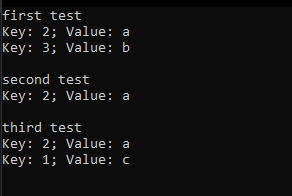 first test
Key: 2; Value: a
Key: 3; Value: b
second test
Key: 2; Value: a
third test
Key: 2; Value: a
Key: 1; Value: c